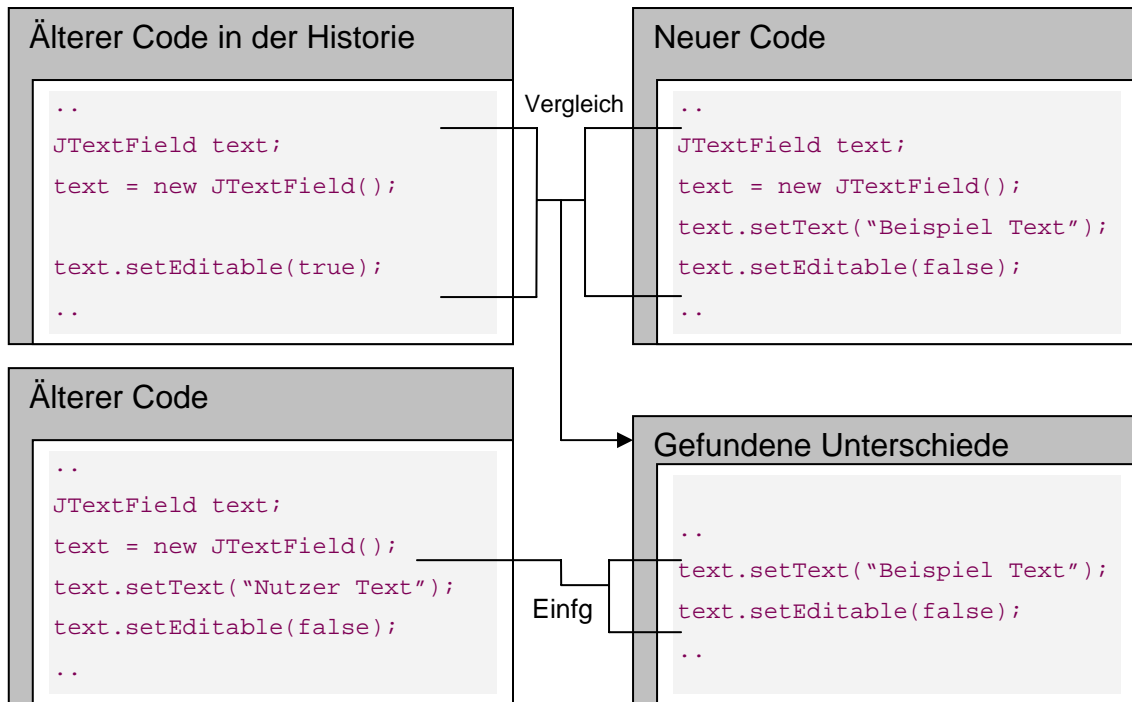 Älterer Code in der Historie
..
JTextField text;
text = new JTextField();
text.setEditable(true);
..
Vergleich
Neuer Code
..
JTextField text;
text = new JTextField();
text.setText(“Beispiel Text”);
text.setEditable(false);
..
Älterer Code
..
JTextField text;
text = new JTextField();
text.setText(“Nutzer Text”);
text.setEditable(false);
..
Einfg
Gefundene Unterschiede
..
text.setText(“Beispiel Text”);
text.setEditable(false);
..